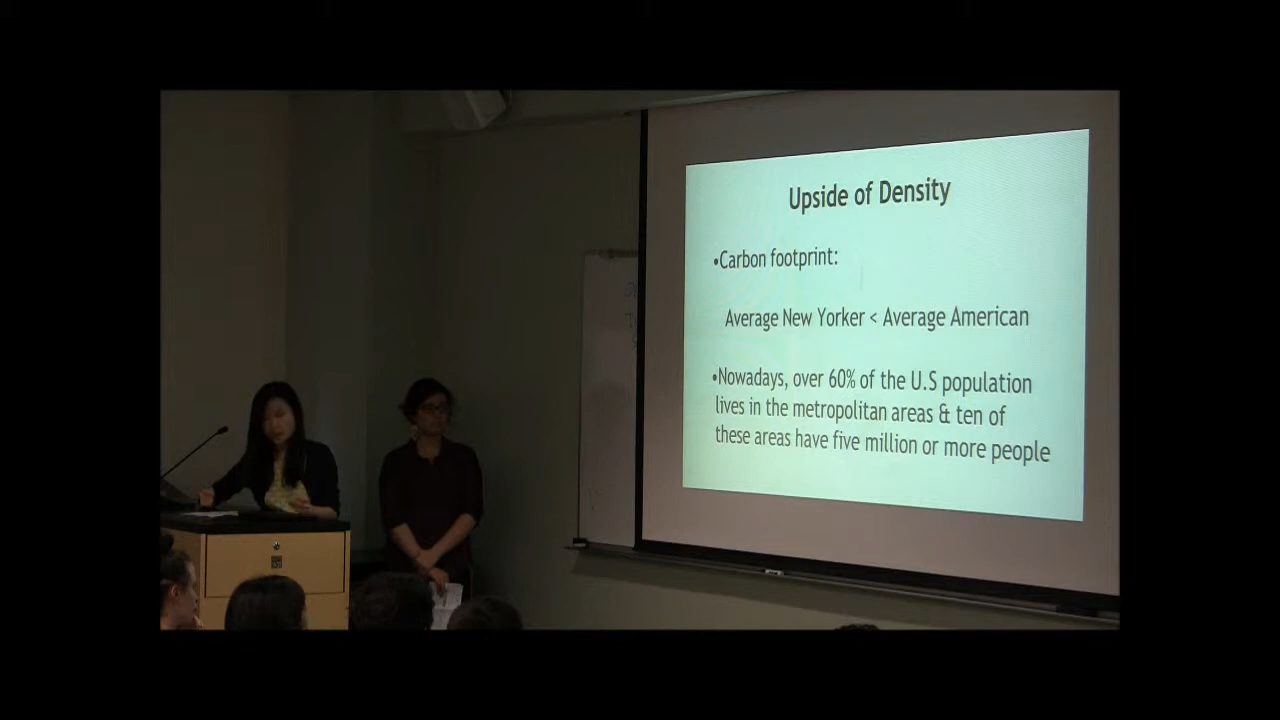 Upside of Density
•Carbon footprint:
Average New Yorker < Average American
•Nowadays, over 60% of the U.S population
lives in the metropolitan areas & ten of
these areas have five million or more people